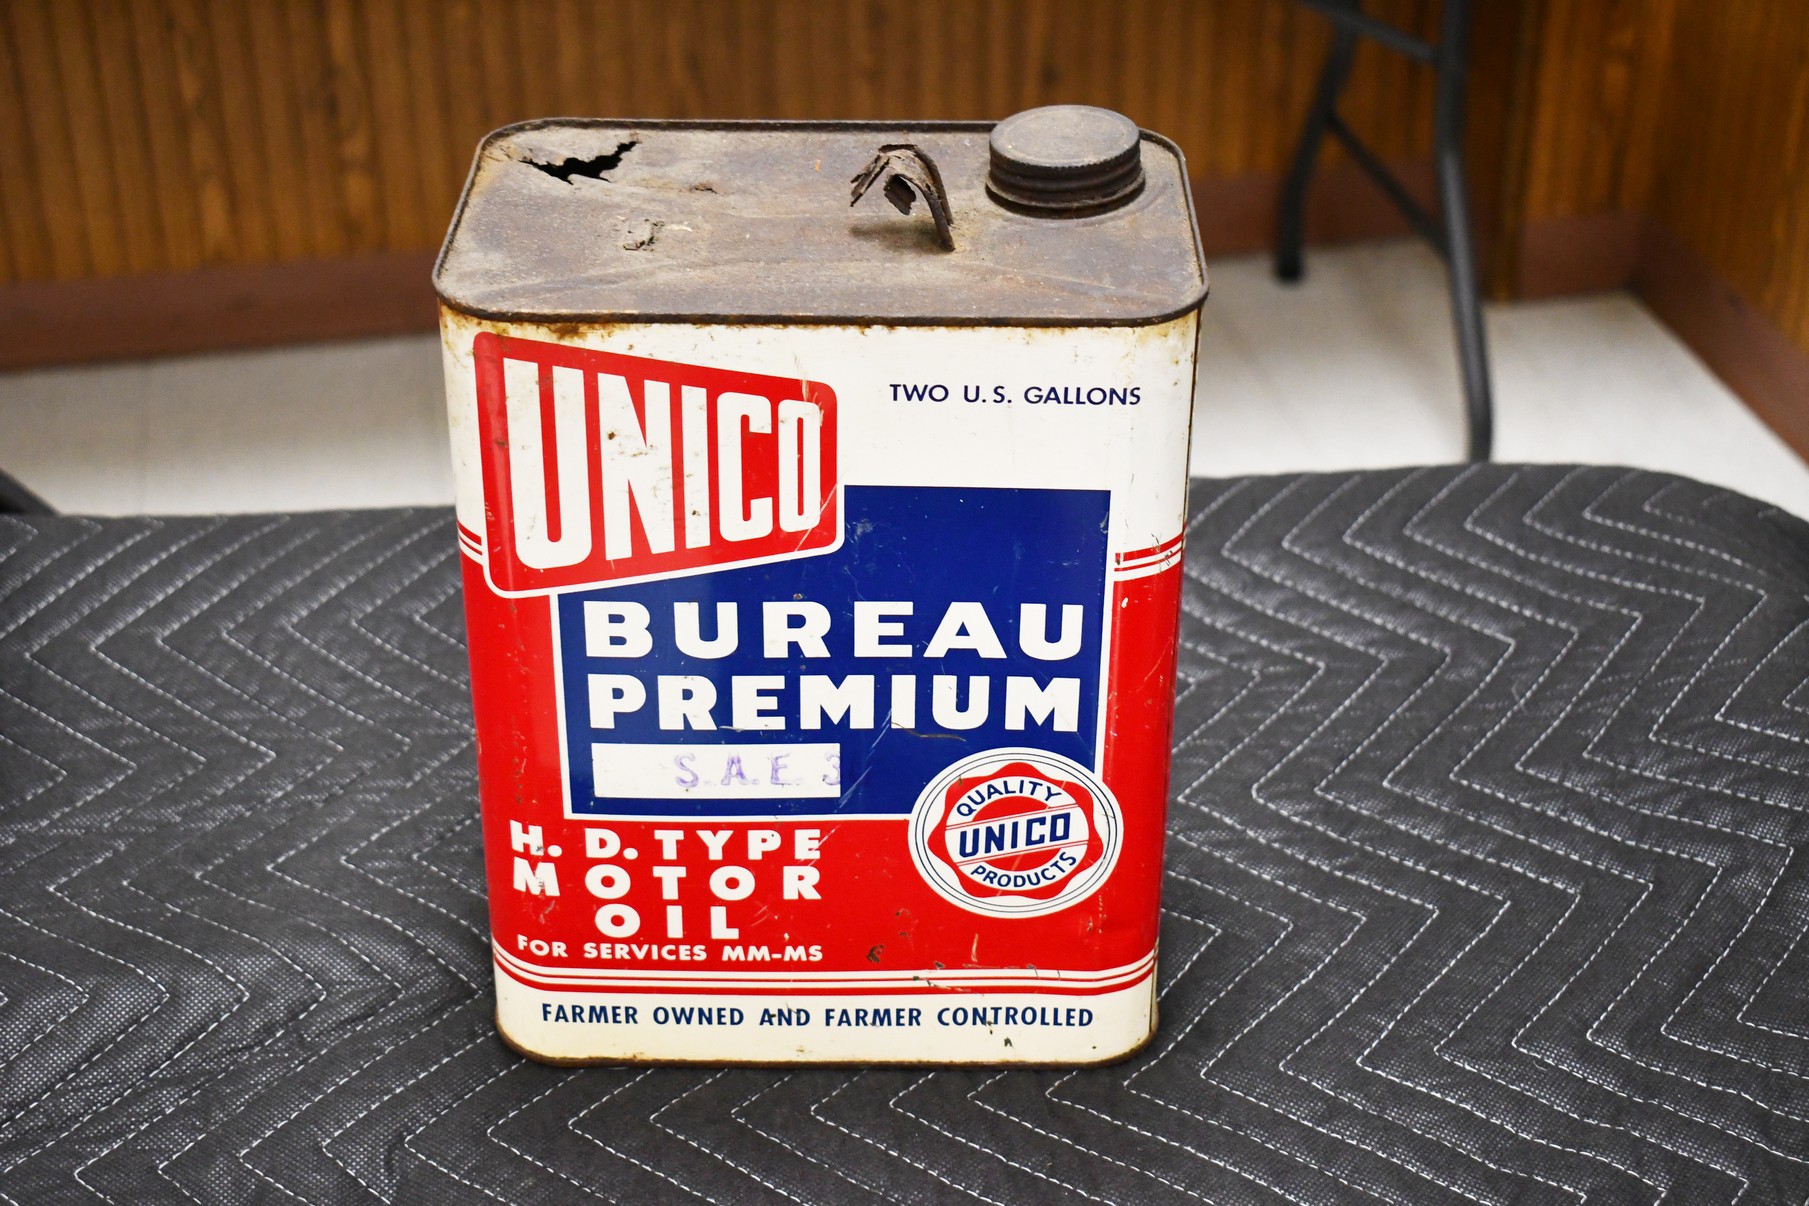 UNICO
TWO U.S. GALLONS
BUREAU
PREMIUM
S.A.E. 3
QUALITY
UNICO
PRODUCTS
H. D. TYPE
MOTOR
OIL
FOR SERVICES MM-MS
FARMER OWNED AND FARMER CONTROLLED